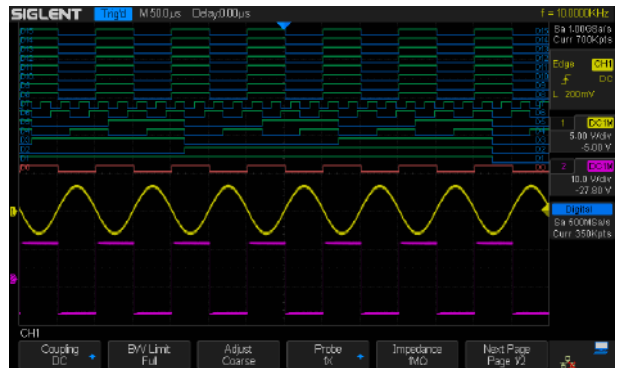 SIGLENT Trig'd M 50.0μs Delay:0.00μs f = 10.0000KHz
Sa 1.00GSa/s
Curr 700Kpts
Edge CH1
DC
L 200mV
1 DC1M
5.00 V/div
-5.00 V
2 DC1M
10.0 V/div
-27.80 V
Digital
Sa 500MSa/s
Curr 350Kpts
CH1
Coupling BW Limit Adjust Probe Impedance Next Page
DC Full Coarse 1X 1MΩ Page 1/2